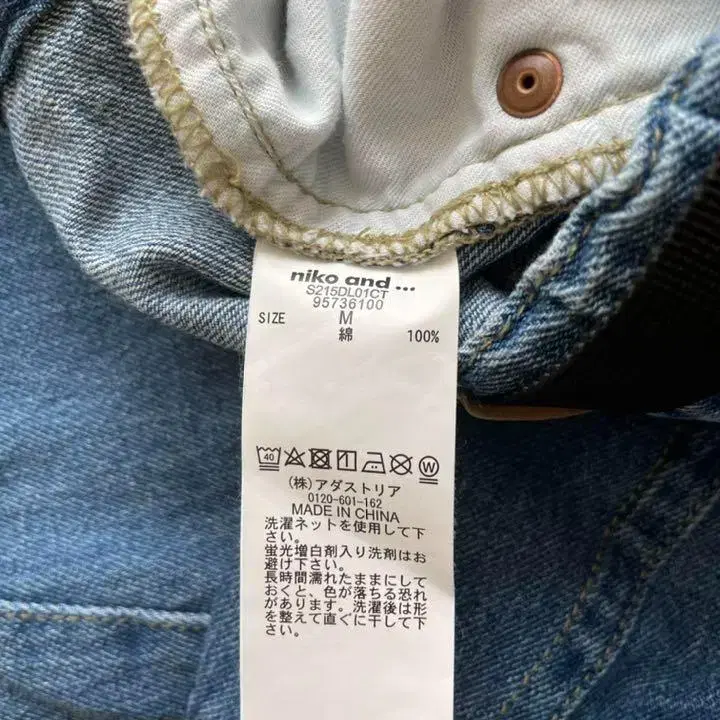 niko and ...
S215DL01CT
95736100
SIZE M
綿 100%
40 W
(株)アダストリア
0120-601-162
MADE IN CHINA
洗濯ネットを使用して下
さい。
蛍光増白剤入り洗剤はお
避け下さい。
長時間濡れたままにして
おくと、色が落ちる恐れ
があります。洗濯後は形
を整えて直ぐに干して下
さい。